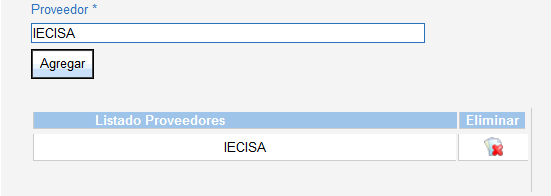 Proveedor *
IECISA
Agregar
Listado Proveedores Eliminar
IECISA